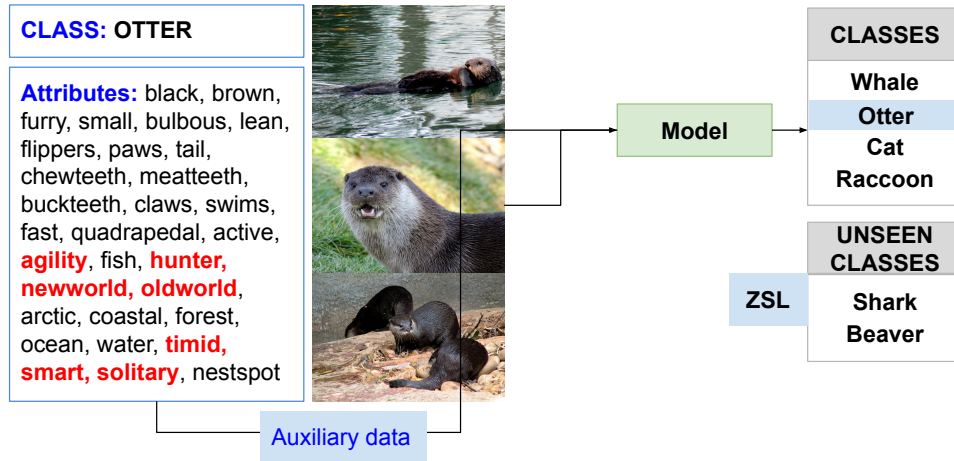 CLASS: OTTER
Attributes: black, brown,
furry, small, bulbous, lean,
flippers, paws, tail,
chewteeth, meatteeth,
buckteeth, claws, swims,
fast, quadrapedal, active,
agility, fish, hunter,
newworld, oldworld,
arctic, coastal, forest,
ocean, water, timid,
smart, solitary, nestspot
Auxiliary data
Model
CLASSES
Whale
Otter
Cat
Raccoon
UNSEEN
CLASSES
ZSL
Shark
Beaver